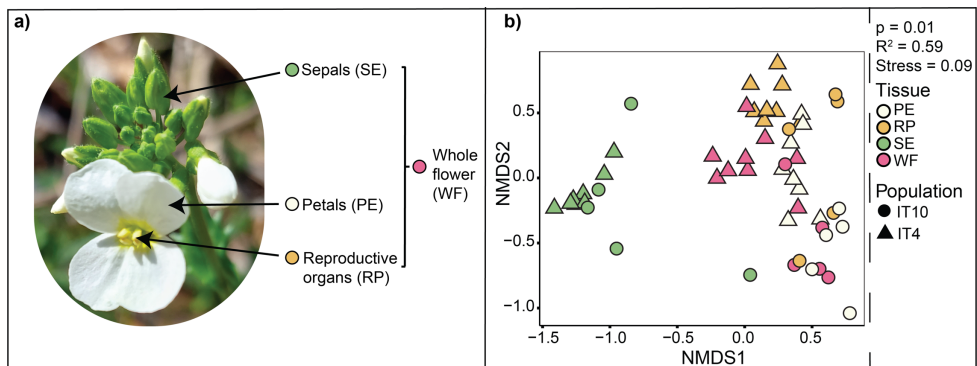 a)
Sepals (SE)
Whole
flower
(WF)
Petals (PE)
Reproductive
organs (RP)
b)
p = 0.01
R² = 0.59
Stress = 0.09
Tissue
PE
RP
SE
WF
Population
IT10
IT4
NMDS2
0.5
0.0
−0.5
−1.0
−1.5
−1.0
−0.5
0.0
0.5
NMDS1